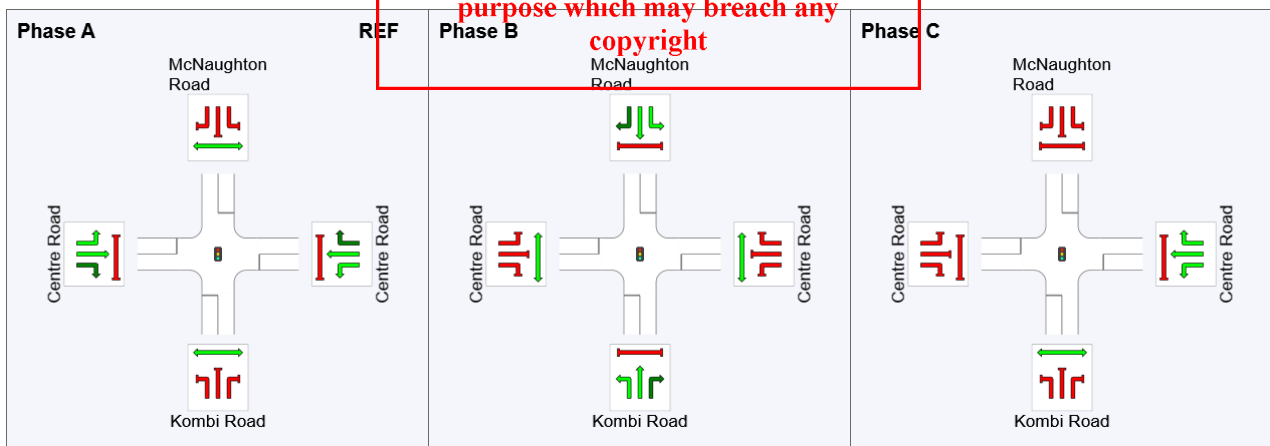 purpose which may breach any
copyright
Phase A
REF
Phase B
Phase C
McNaughton
Road
McNaughton
Road
McNaughton
Road
Centre Road
Centre Road
Centre Road
Centre Road
Centre Road
Centre Road
Kombi Road
Kombi Road
Kombi Road